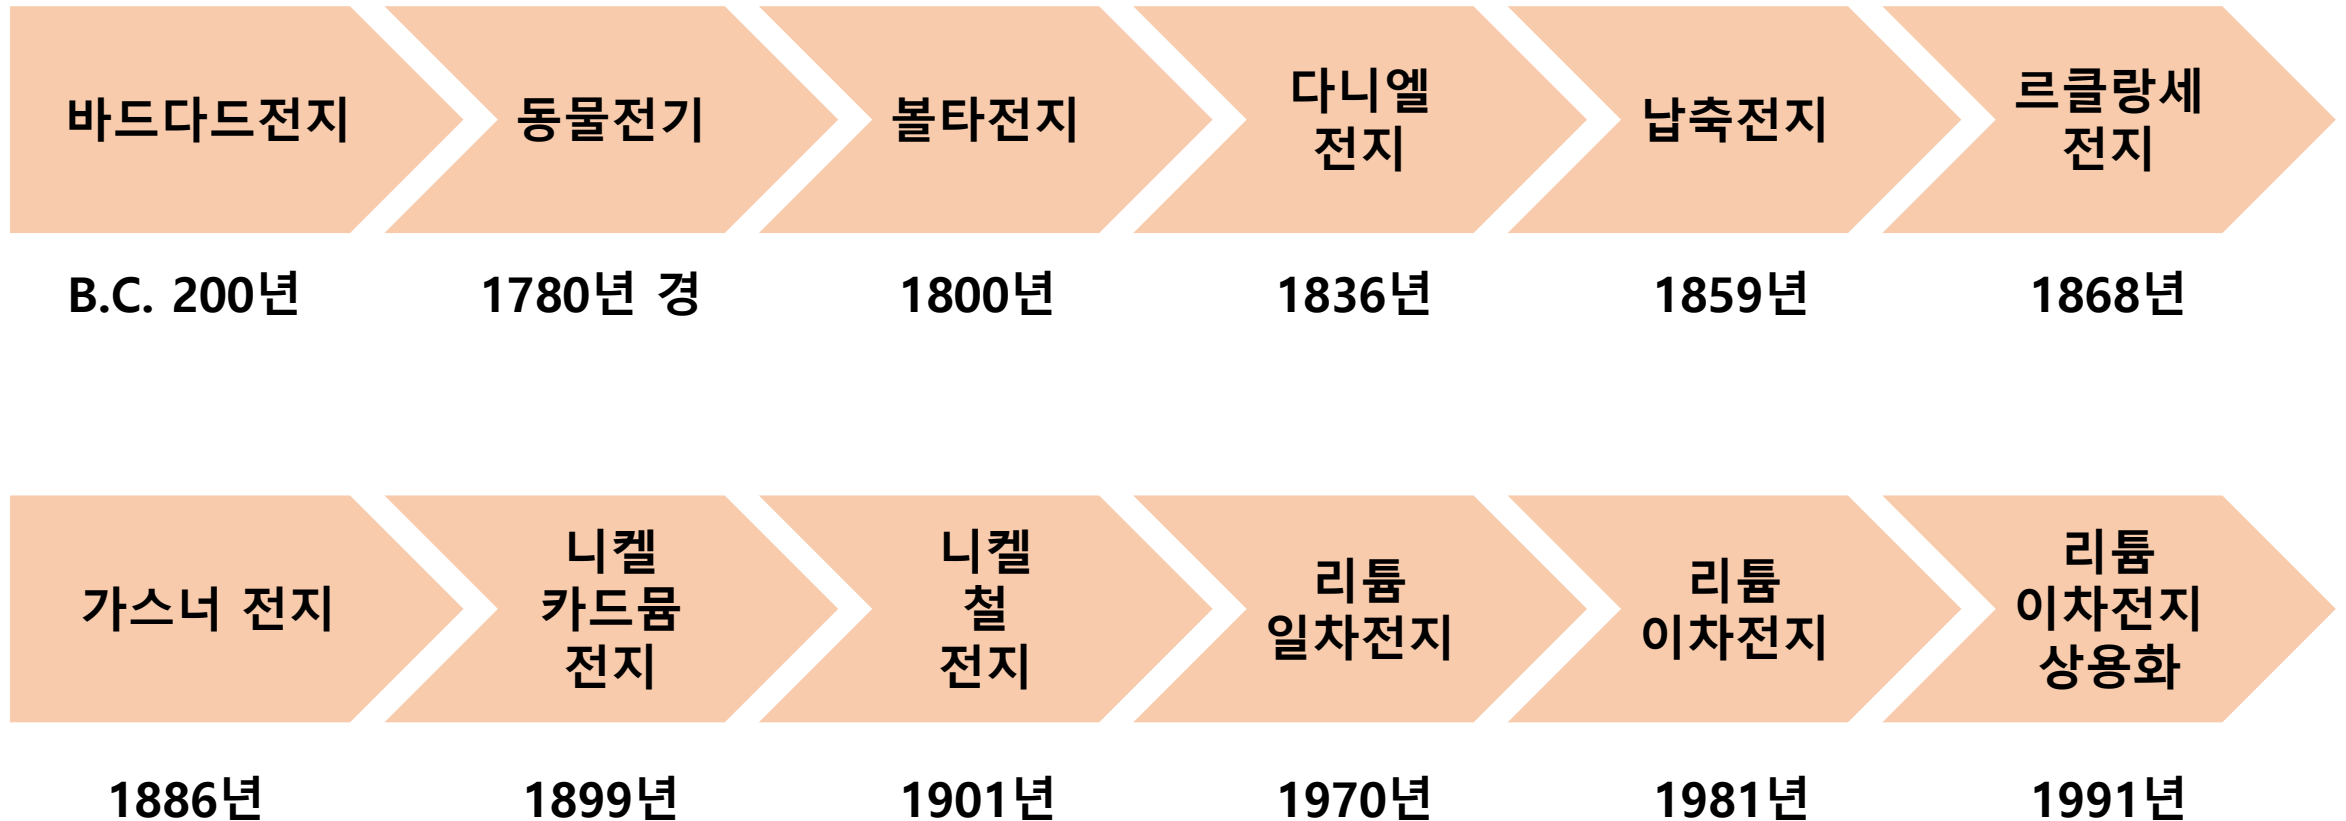 바드다드전지
동물전기
볼타전지
다니엘
전지
납축전지
르클랑세
전지
B.C. 200년
1780년 경
1800년
1836년
1859년
1868년
가스너 전지
니켈
카드뮴
전지
니켈
철
전지
리튬
일차전지
리튬
이차전지
리튬
이차전지
상용화
1886년
1899년
1901년
1970년
1981년
1991년